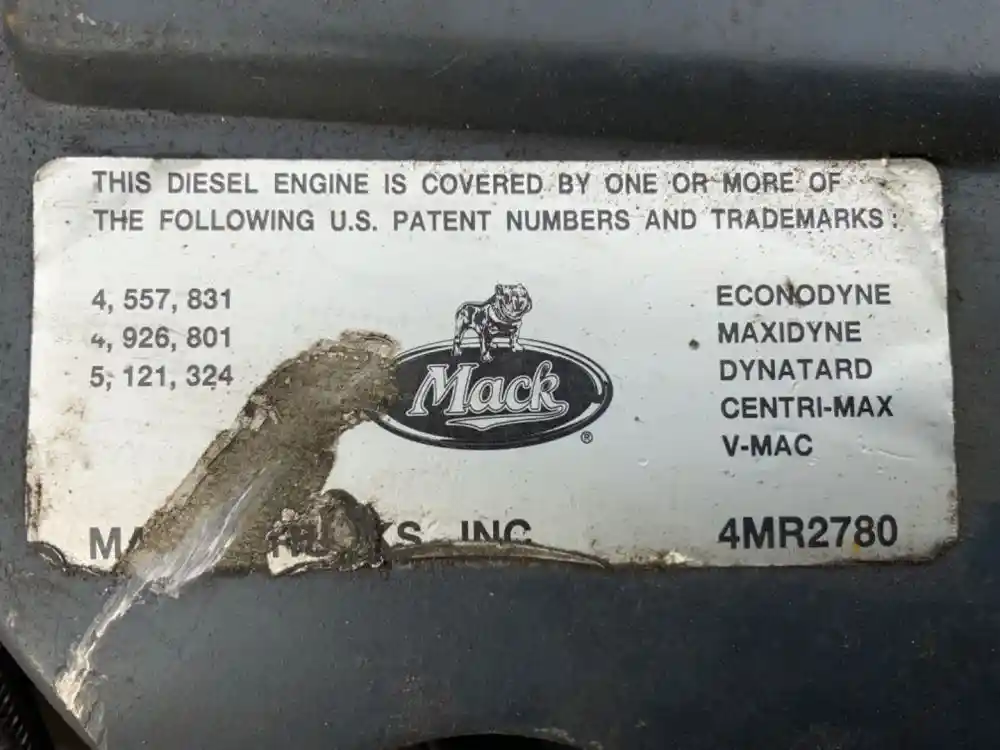 THIS DIESEL ENGINE IS COVERED BY ONE OR MORE OF
THE FOLLOWING U.S. PATENT NUMBERS AND TRADEMARKS:
4, 557, 831
4, 926, 801
5, 121, 324
Mack
®
ECONODYNE
MAXIDYNE
DYNATARD
CENTRI-MAX
V-MAC
INC
4MR2780